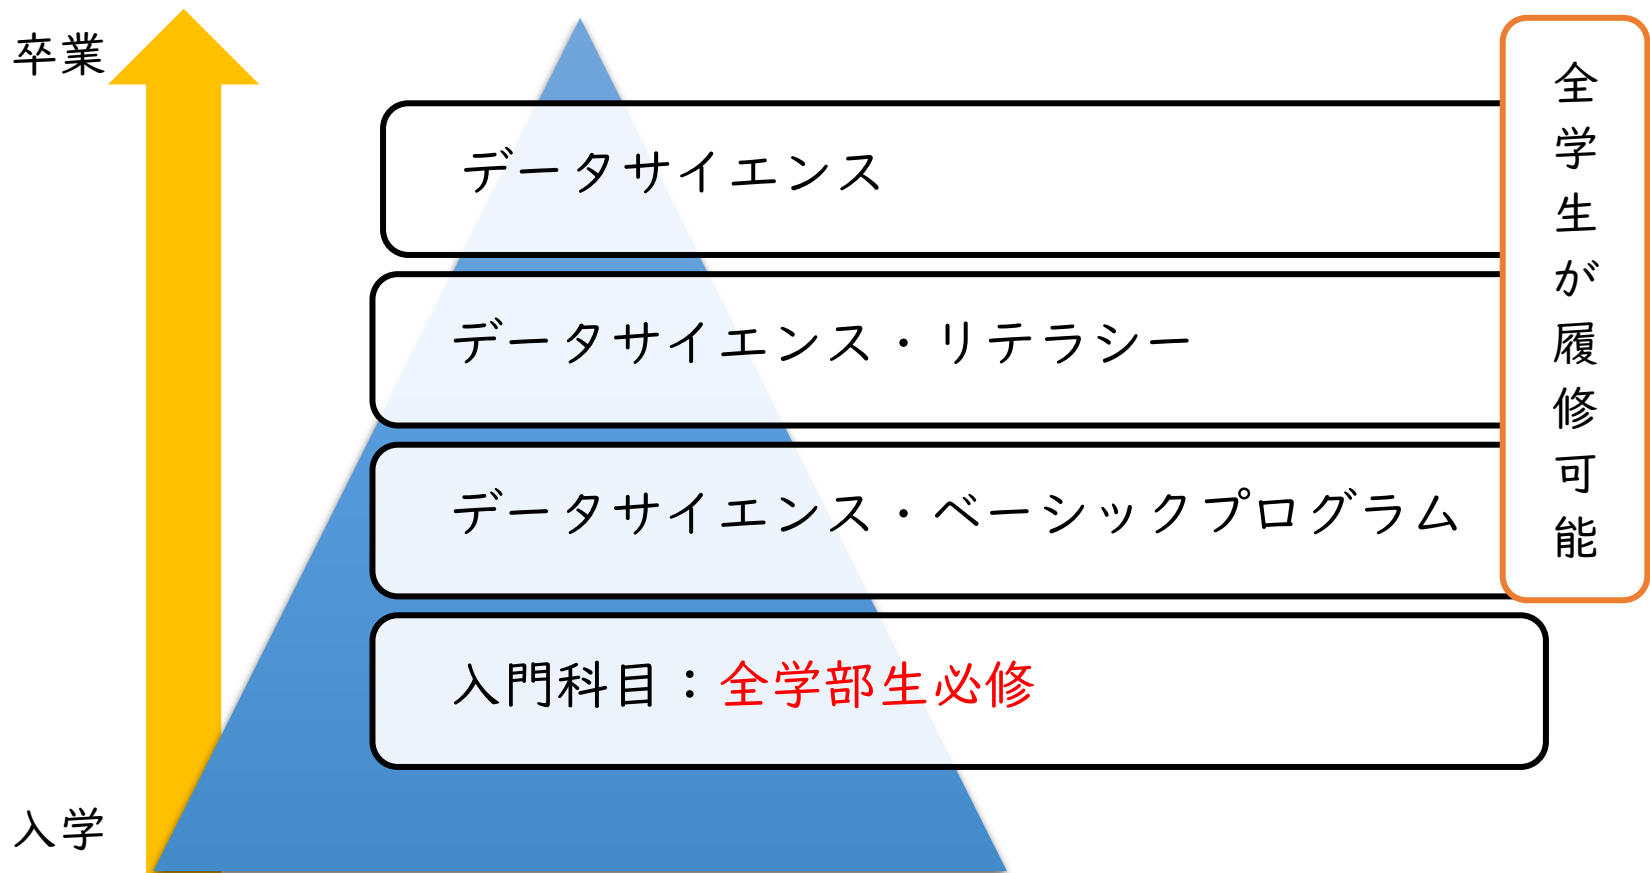 卒業
データサイエンス
データサイエンス・リテラシー
データサイエンス・ベーシックプログラム
入門科目：全学部生必修
入学
全学生が履修可能